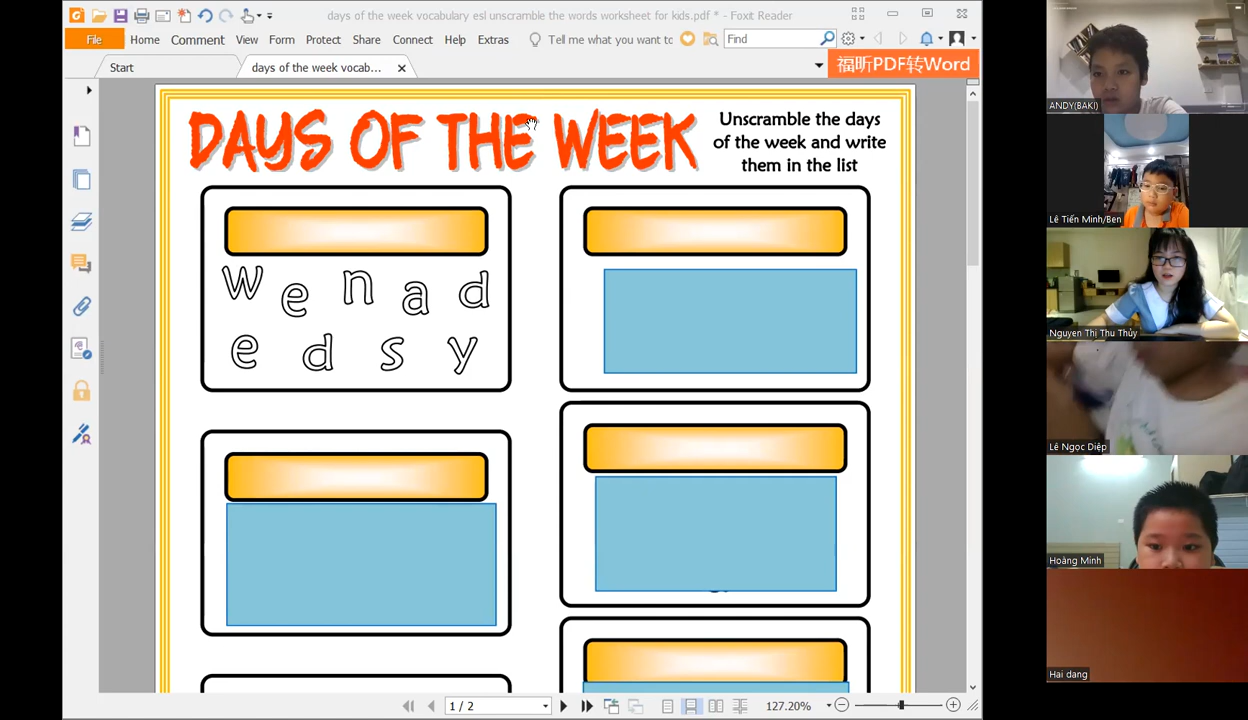 days of the week vocabulary esl unscramble the words worksheet for kids.pdf * - Foxit Reader
File Home Comment View Form Protect Share Connect Help Extras Tell me what you want to Find
Start
days of the week vocab...
福昕PDF转Word
DAYS OF THE WEEK
Unscramble the days
of the week and write
them in the list
W e n a d
e d s y
1 / 2
127.20%
ANDY(BAKI)
Lê Tiến Minh/Ben
Nguyen Thị Thu Thủy
Lê Ngọc Diệp
Hoàng Minh
Hai dang